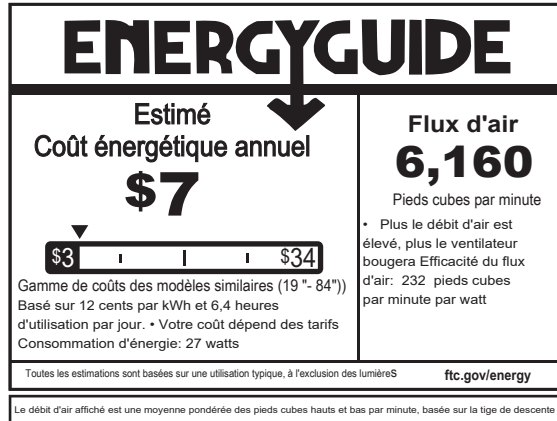 ENERGYGUIDE
Estimé
Coût énergétique annuel
$7
$3
$34
Gamme de coûts des modèles similaires (19 "- 84"))
Basé sur 12 cents par kWh et 6,4 heures
d'utilisation par jour. • Votre coût dépend des tarifs
Consommation d'énergie: 27 watts
Flux d'air
6,160
Pieds cubes par minute
• Plus le débit d'air est
élevé, plus le ventilateur
bougera Efficacité du flux
d'air: 232 pieds cubes
par minute par watt
Toutes les estimations sont basées sur une utilisation typique, à l'exclusion des lumièreS
ftc.gov/energy
Le débit d'air affiché est une moyenne pondérée des pieds cubes hauts et bas par minute, basée sur la tige de descente